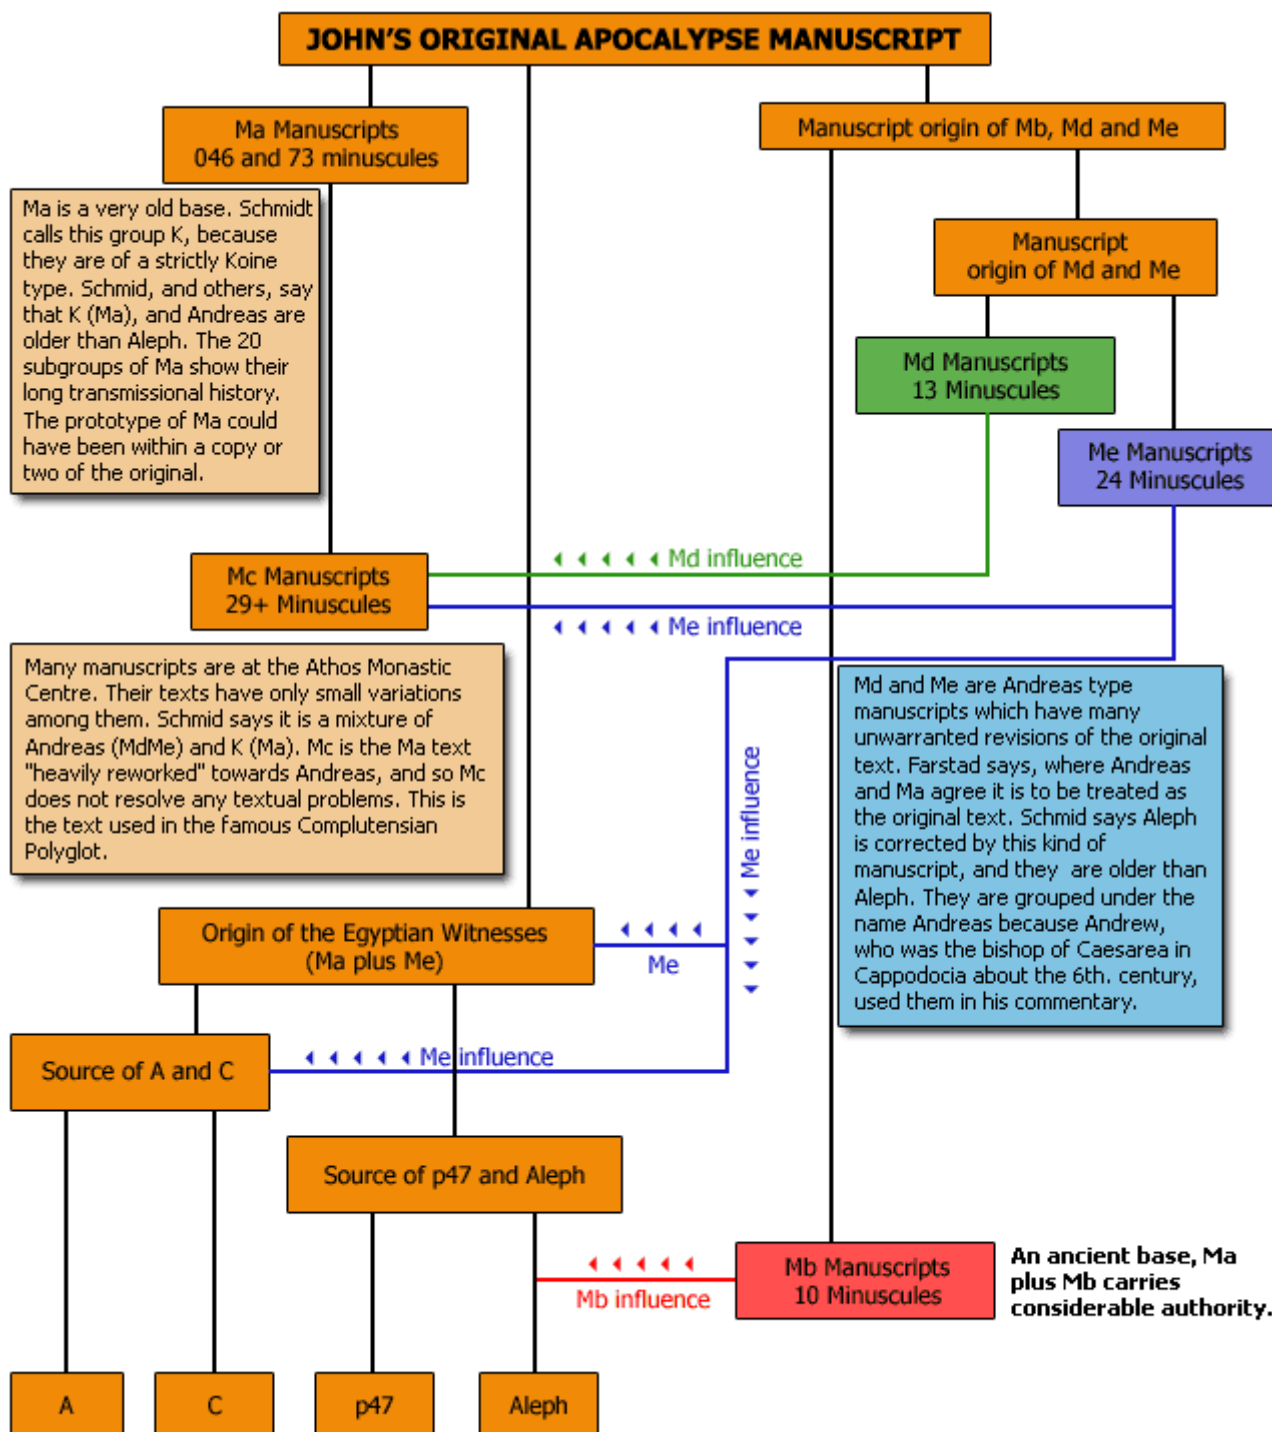 JOHN'S ORIGINAL APOCALYPSE MANUSCRIPT
Ma Manuscripts
046 and 73 minuscules
Manuscript origin of Mb, Md and Me
Ma is a very old base. Schmidt
calls this group K, because
they are of a strictly Koine
type. Schmid, and others, say
that K (Ma), and Andreas are
older than Aleph. The 20
subgroups of Ma show their
long transmissional history.
The prototype of Ma could
have been within a copy or
two of the original.
Manuscript
origin of Md and Me
Md Manuscripts
13 Minuscules
Me Manuscripts
24 Minuscules
Md influence
Mc Manuscripts
29+ Minuscules
Me influence
Many manuscripts are at the Athos Monastic
Centre. Their texts have only small variations
among them. Schmid says it is a mixture of
Andreas (MdMe) and K (Ma). Mc is the Ma text
"heavily reworked" towards Andreas, and so Mc
does not resolve any textual problems. This is
the text used in the famous Complutensian
Polyglot.
Me influence
Md and Me are Andreas type
manuscripts which have many
unwarranted revisions of the original
text. Farstad says, where Andreas
and Ma agree it is to be treated as
the original text. Schmid says Aleph
is corrected by this kind of
manuscript, and they are older than
Aleph. They are grouped under the
name Andreas because Andrew,
who was the bishop of Caesarea in
Cappodocia about the 6th. century,
used them in his commentary.
Origin of the Egyptian Witnesses
(Ma plus Me)
Me
Source of A and C
Me influence
Source of p47 and Aleph
Mb influence
Mb Manuscripts
10 Minuscules
An ancient base, Ma
plus Mb carries
considerable authority.
A
C
p47
Aleph